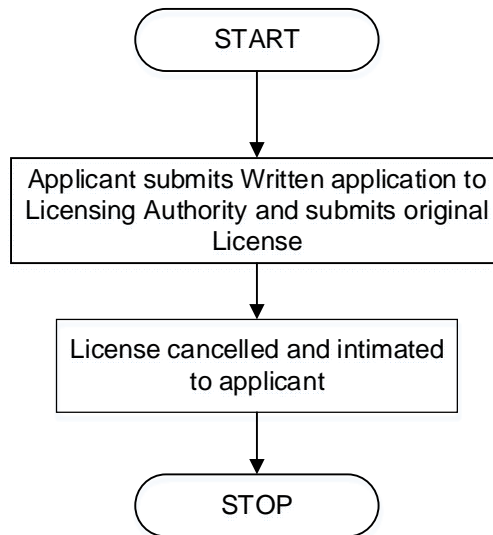 START
Applicant submits Written application to
Licensing Authority and submits original
License
License cancelled and intimated
to applicant
STOP